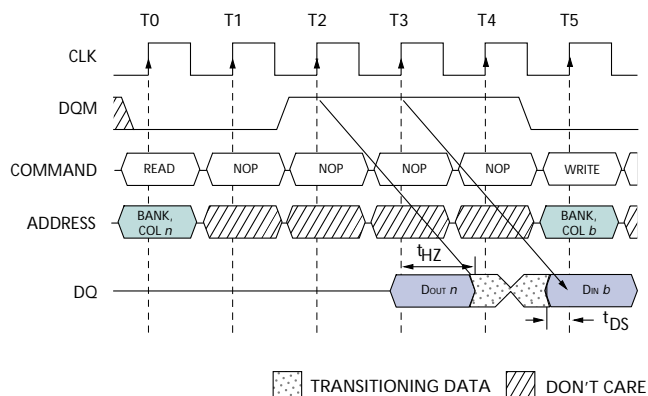 T0 T1 T2 T3 T4 T5
CLK
DQM
COMMAND READ NOP NOP NOP NOP WRITE
ADDRESS BANK, COL n BANK, COL b
tHZ
DQ DOUT n DIN b
tDS
TRANSITIONING DATA DON'T CARE